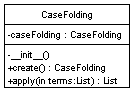 CaseFolding
-caseFolding : CaseFolding
-__init__()
+create() : CaseFolding
+apply(in terms:List) : List